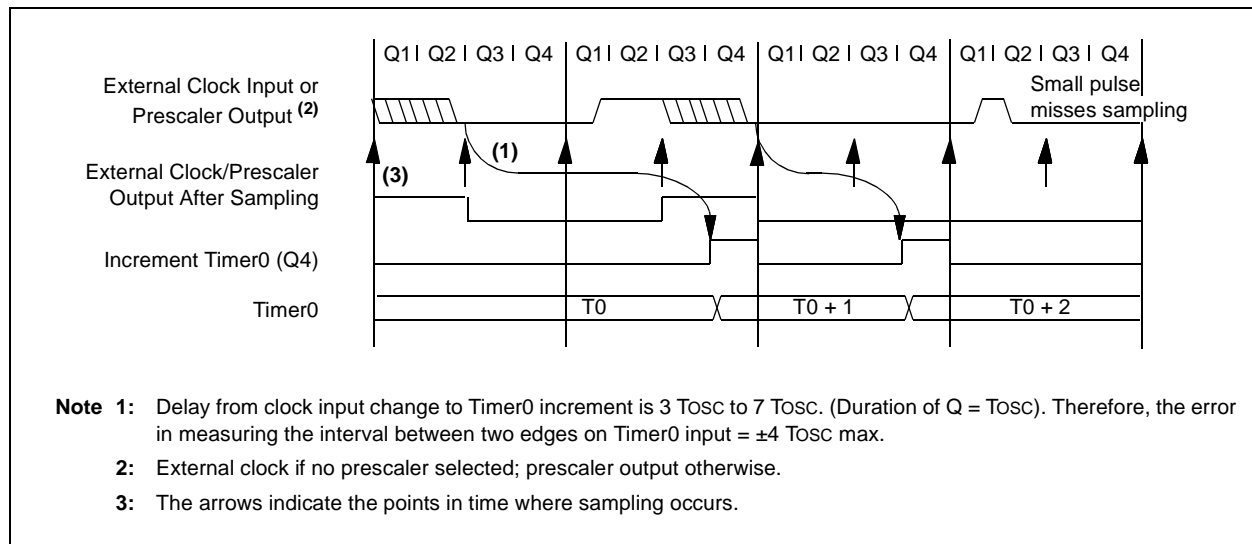 Q1 Q2 Q3 Q4 Q1 Q2 Q3 Q4 Q1 Q2 Q3 Q4 Q1 Q2 Q3 Q4
External Clock Input or
Prescaler Output (2)
Small pulse
misses sampling
(1)
External Clock/Prescaler
Output After Sampling
(3)
Increment Timer0 (Q4)
Timer0
T0
T0 + 1
T0 + 2
Note 1: Delay from clock input change to Timer0 increment is 3 TOSC to 7 TOSC. (Duration of Q = TOSC). Therefore, the error
in measuring the interval between two edges on Timer0 input = ±4 TOSC max.
2: External clock if no prescaler selected; prescaler output otherwise.
3: The arrows indicate the points in time where sampling occurs.